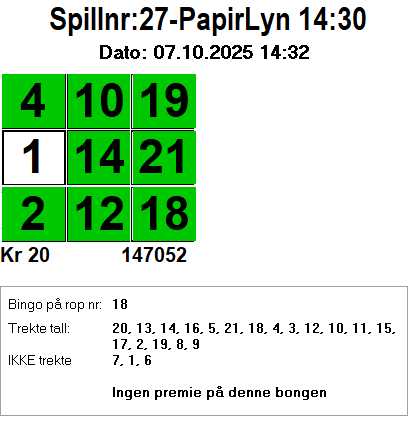 Spillnr:27-PapirLyn 14:30
Dato: 07.10.2025 14:32
4 10 19
1 14 21
2 12 18
Kr 20 147052
Bingo på rop nr: 18
Trekte tall: 20, 13, 14, 16, 5, 21, 18, 4, 3, 12, 10, 11, 15,
17, 2, 19, 8, 9
IKKE trekte 7, 1, 6
Ingen premie på denne bongen